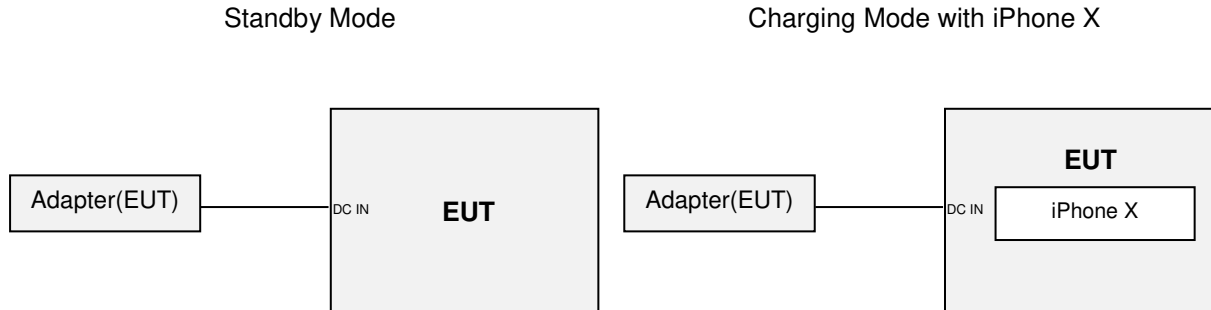 Standby Mode
Charging Mode with iPhone X
Adapter(EUT)
DC IN
EUT
Adapter(EUT)
DC IN
EUT
iPhone X